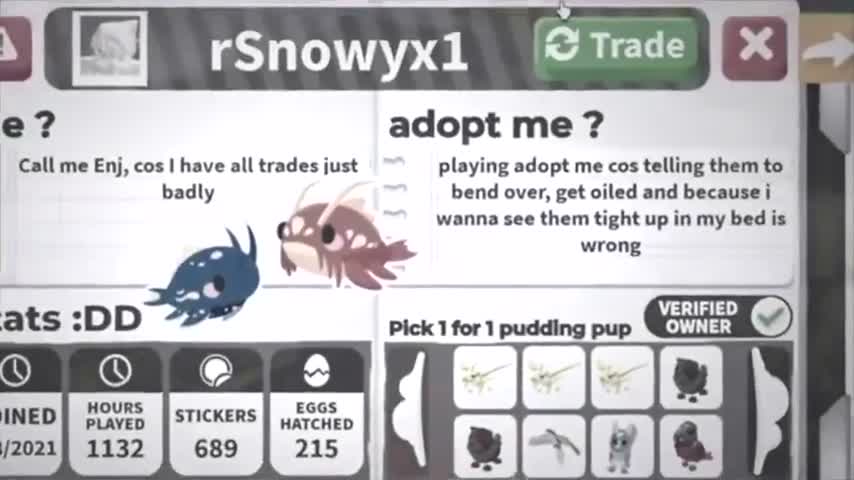 rSnowyx1
Trade
e ?
adopt me ?
Call me Enj, cos I have all trades just
badly
playing adopt me cos telling them to
bend over, get oiled and because i
wanna see them tight up in my bed is
wrong
tats :DD
Pick 1 for 1 pudding pup
VERIFIED
OWNER
INED
/2021
HOURS
PLAYED
1132
STICKERS
689
EGGS
HATCHED
215